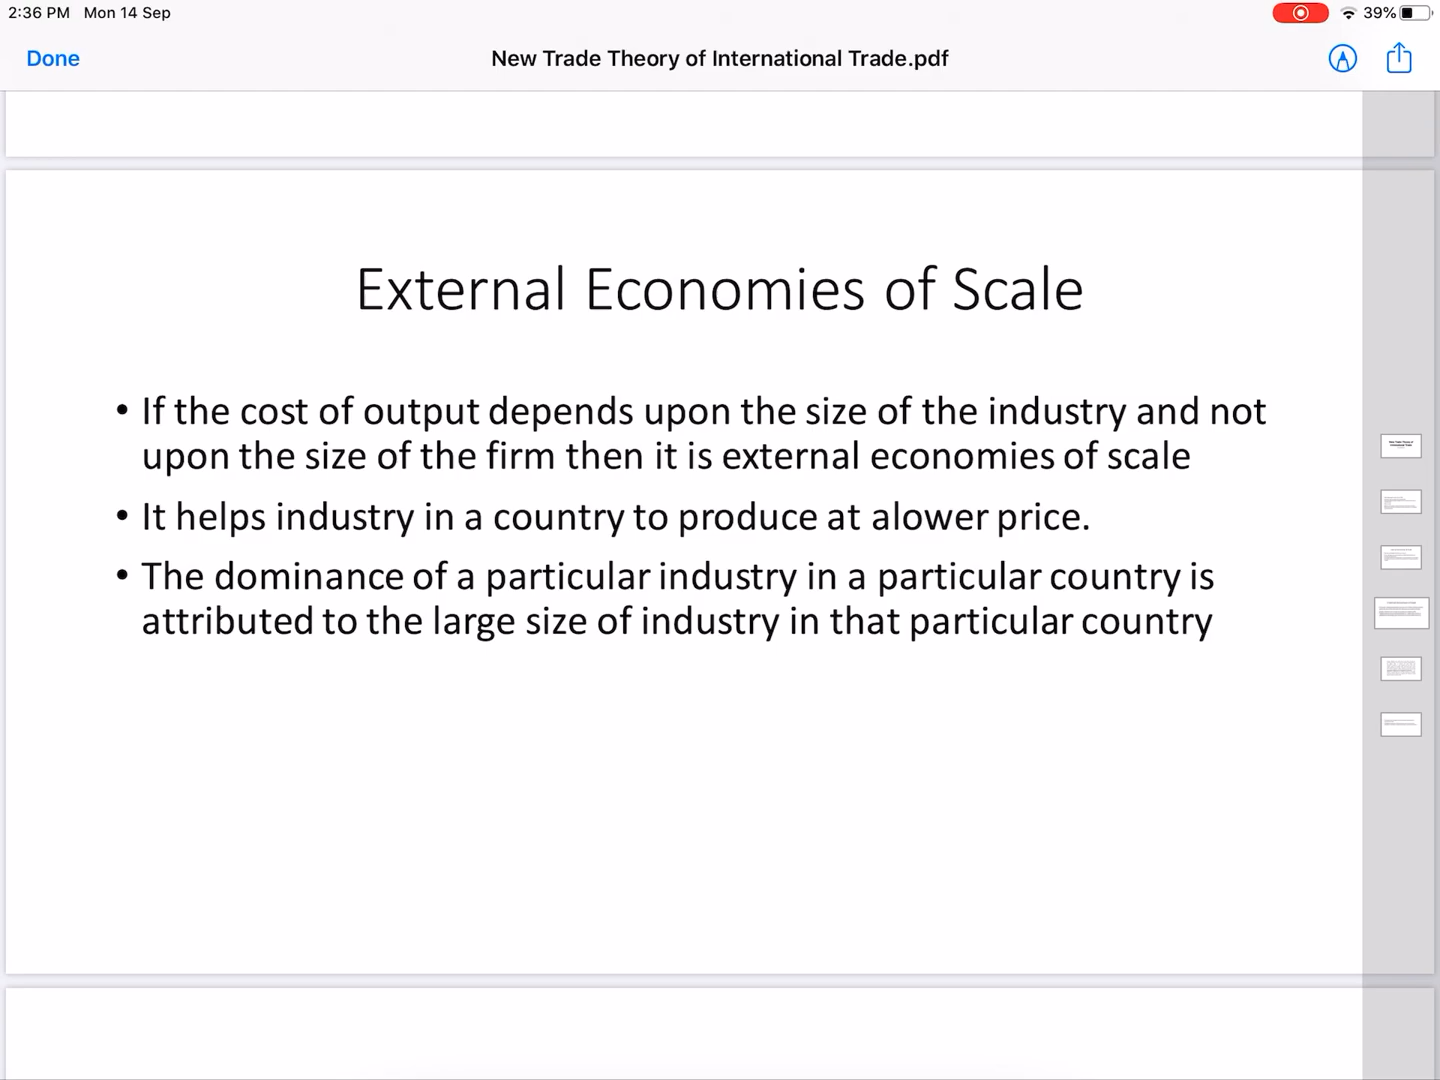 2:36 PM Mon 14 Sep
39%
Done
New Trade Theory of International Trade.pdf
External Economies of Scale
• If the cost of output depends upon the size of the industry and not
upon the size of the firm then it is external economies of scale
• It helps industry in a country to produce at alower price.
• The dominance of a particular industry in a particular country is
attributed to the large size of industry in that particular country